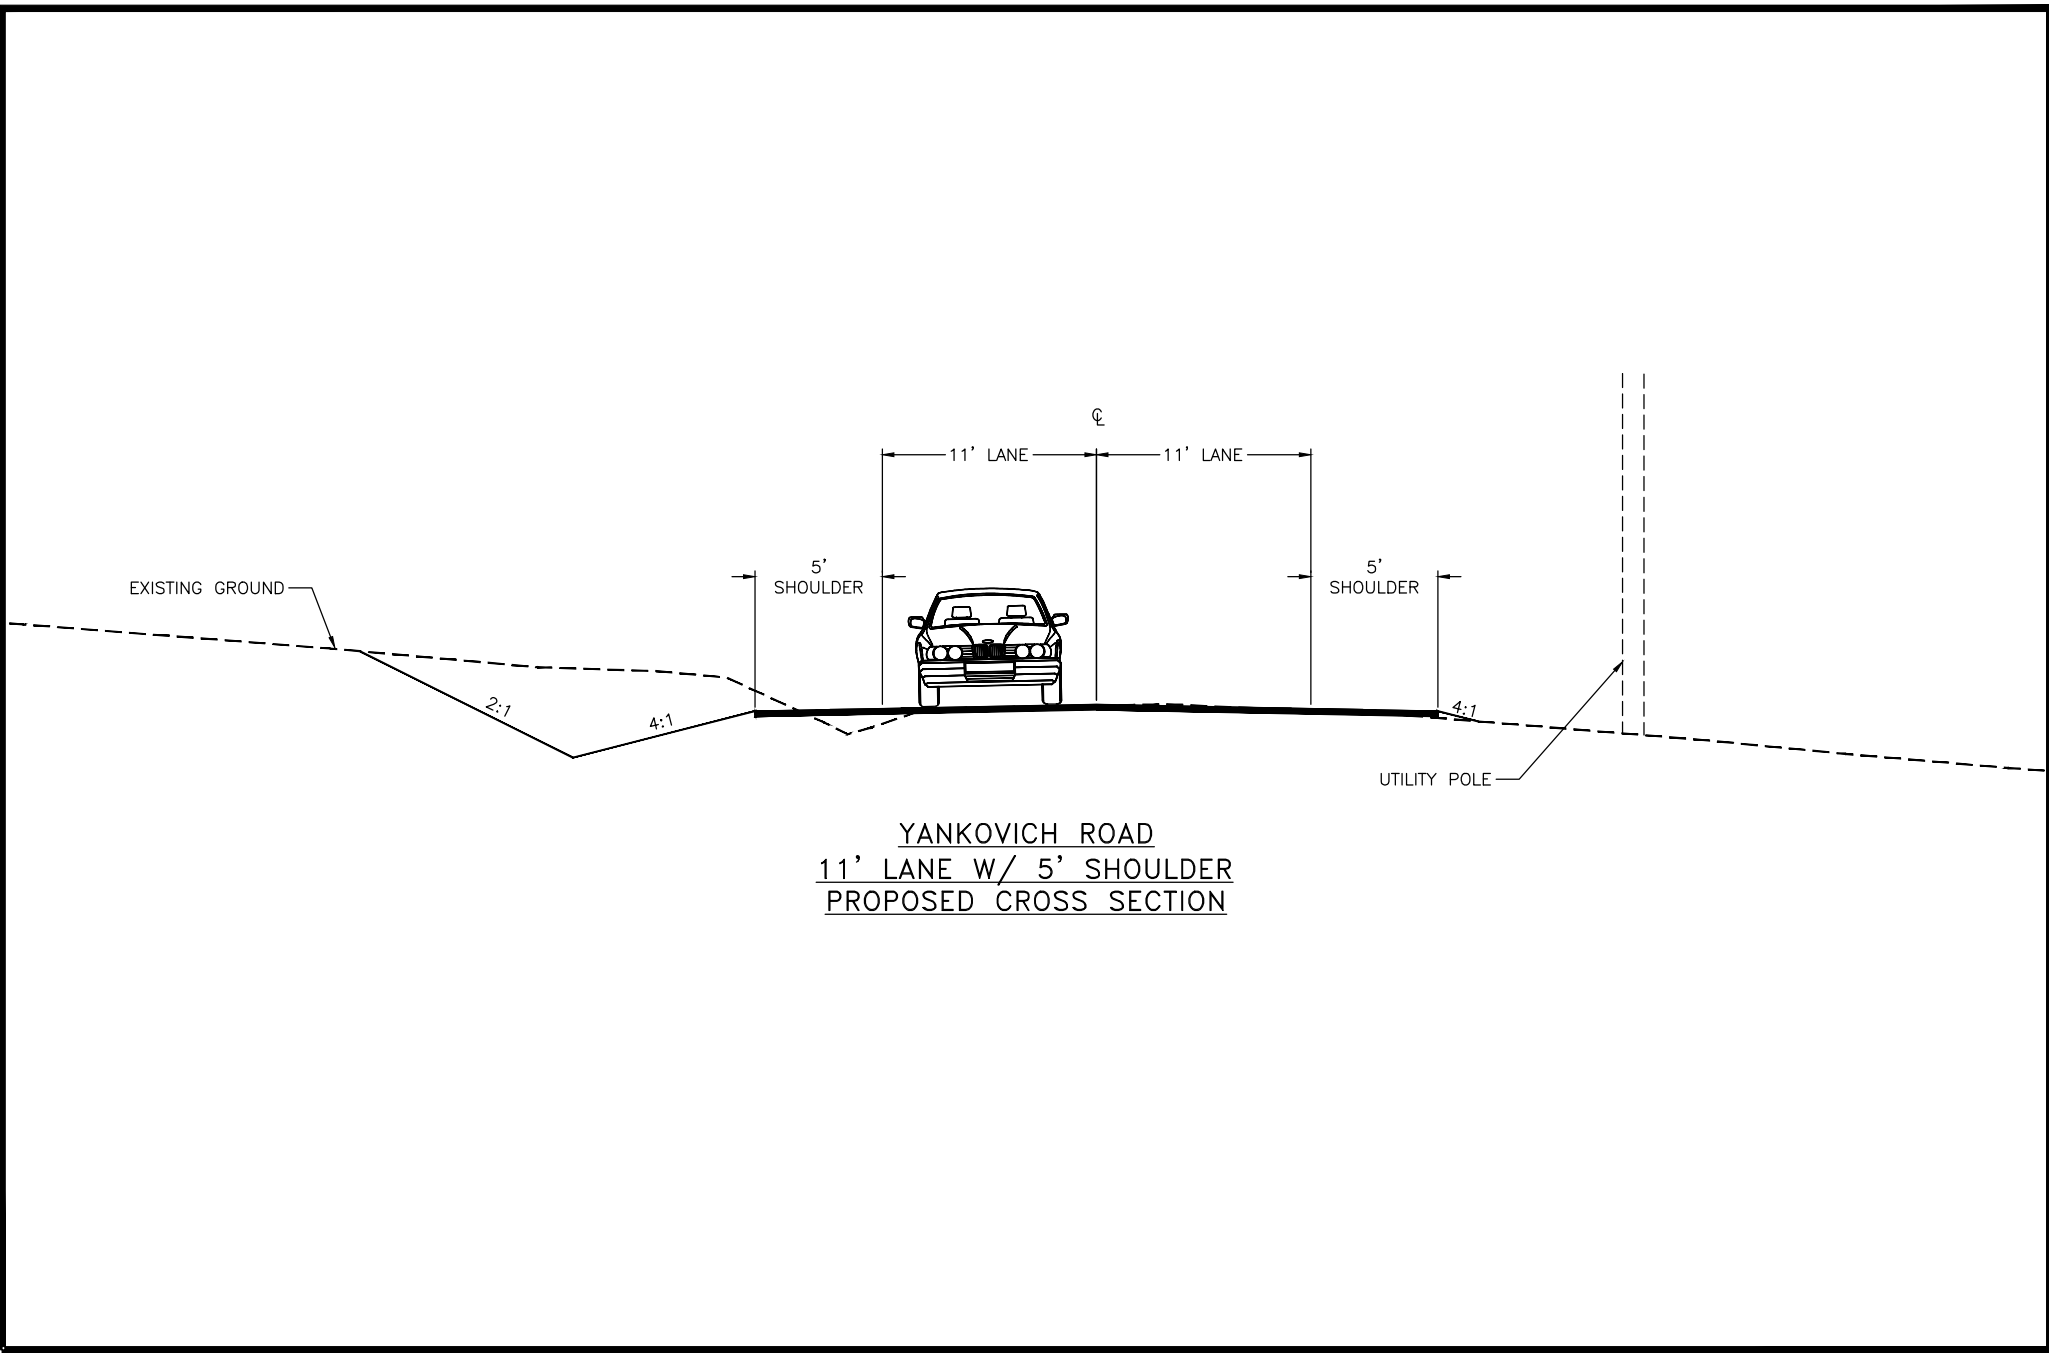 ℄
11' LANE
11' LANE
5'
SHOULDER
5'
SHOULDER
EXISTING GROUND
2:1
4:1
4:1
UTILITY POLE
YANKOVICH ROAD
11' LANE W/ 5' SHOULDER
PROPOSED CROSS SECTION